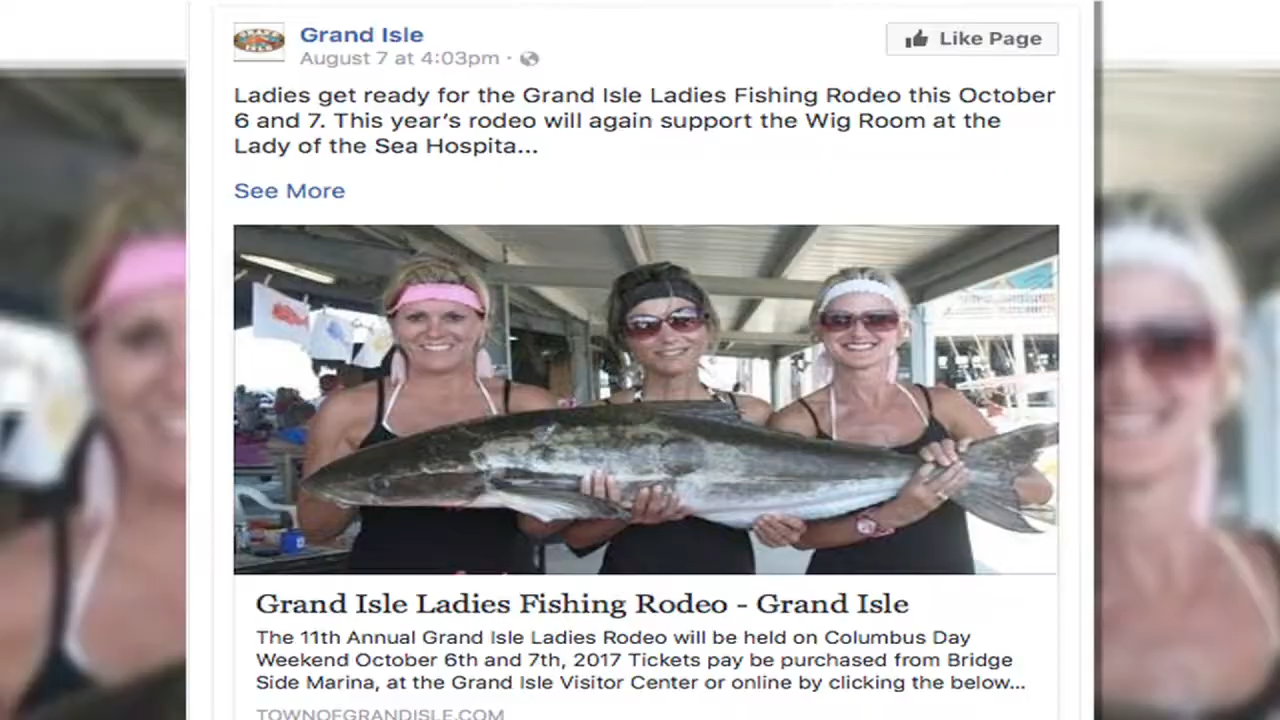 GRAND ISLE
Grand Isle
Like Page
August 7 at 4:03pm ·
Ladies get ready for the Grand Isle Ladies Fishing Rodeo this October
6 and 7. This year's rodeo will again support the Wig Room at the
Lady of the Sea Hospita...
See More
Grand Isle Ladies Fishing Rodeo - Grand Isle
The 11th Annual Grand Isle Ladies Rodeo will be held on Columbus Day
Weekend October 6th and 7th, 2017 Tickets pay be purchased from Bridge
Side Marina, at the Grand Isle Visitor Center or online by clicking the below...
TOWNOFGRANDISLE.COM